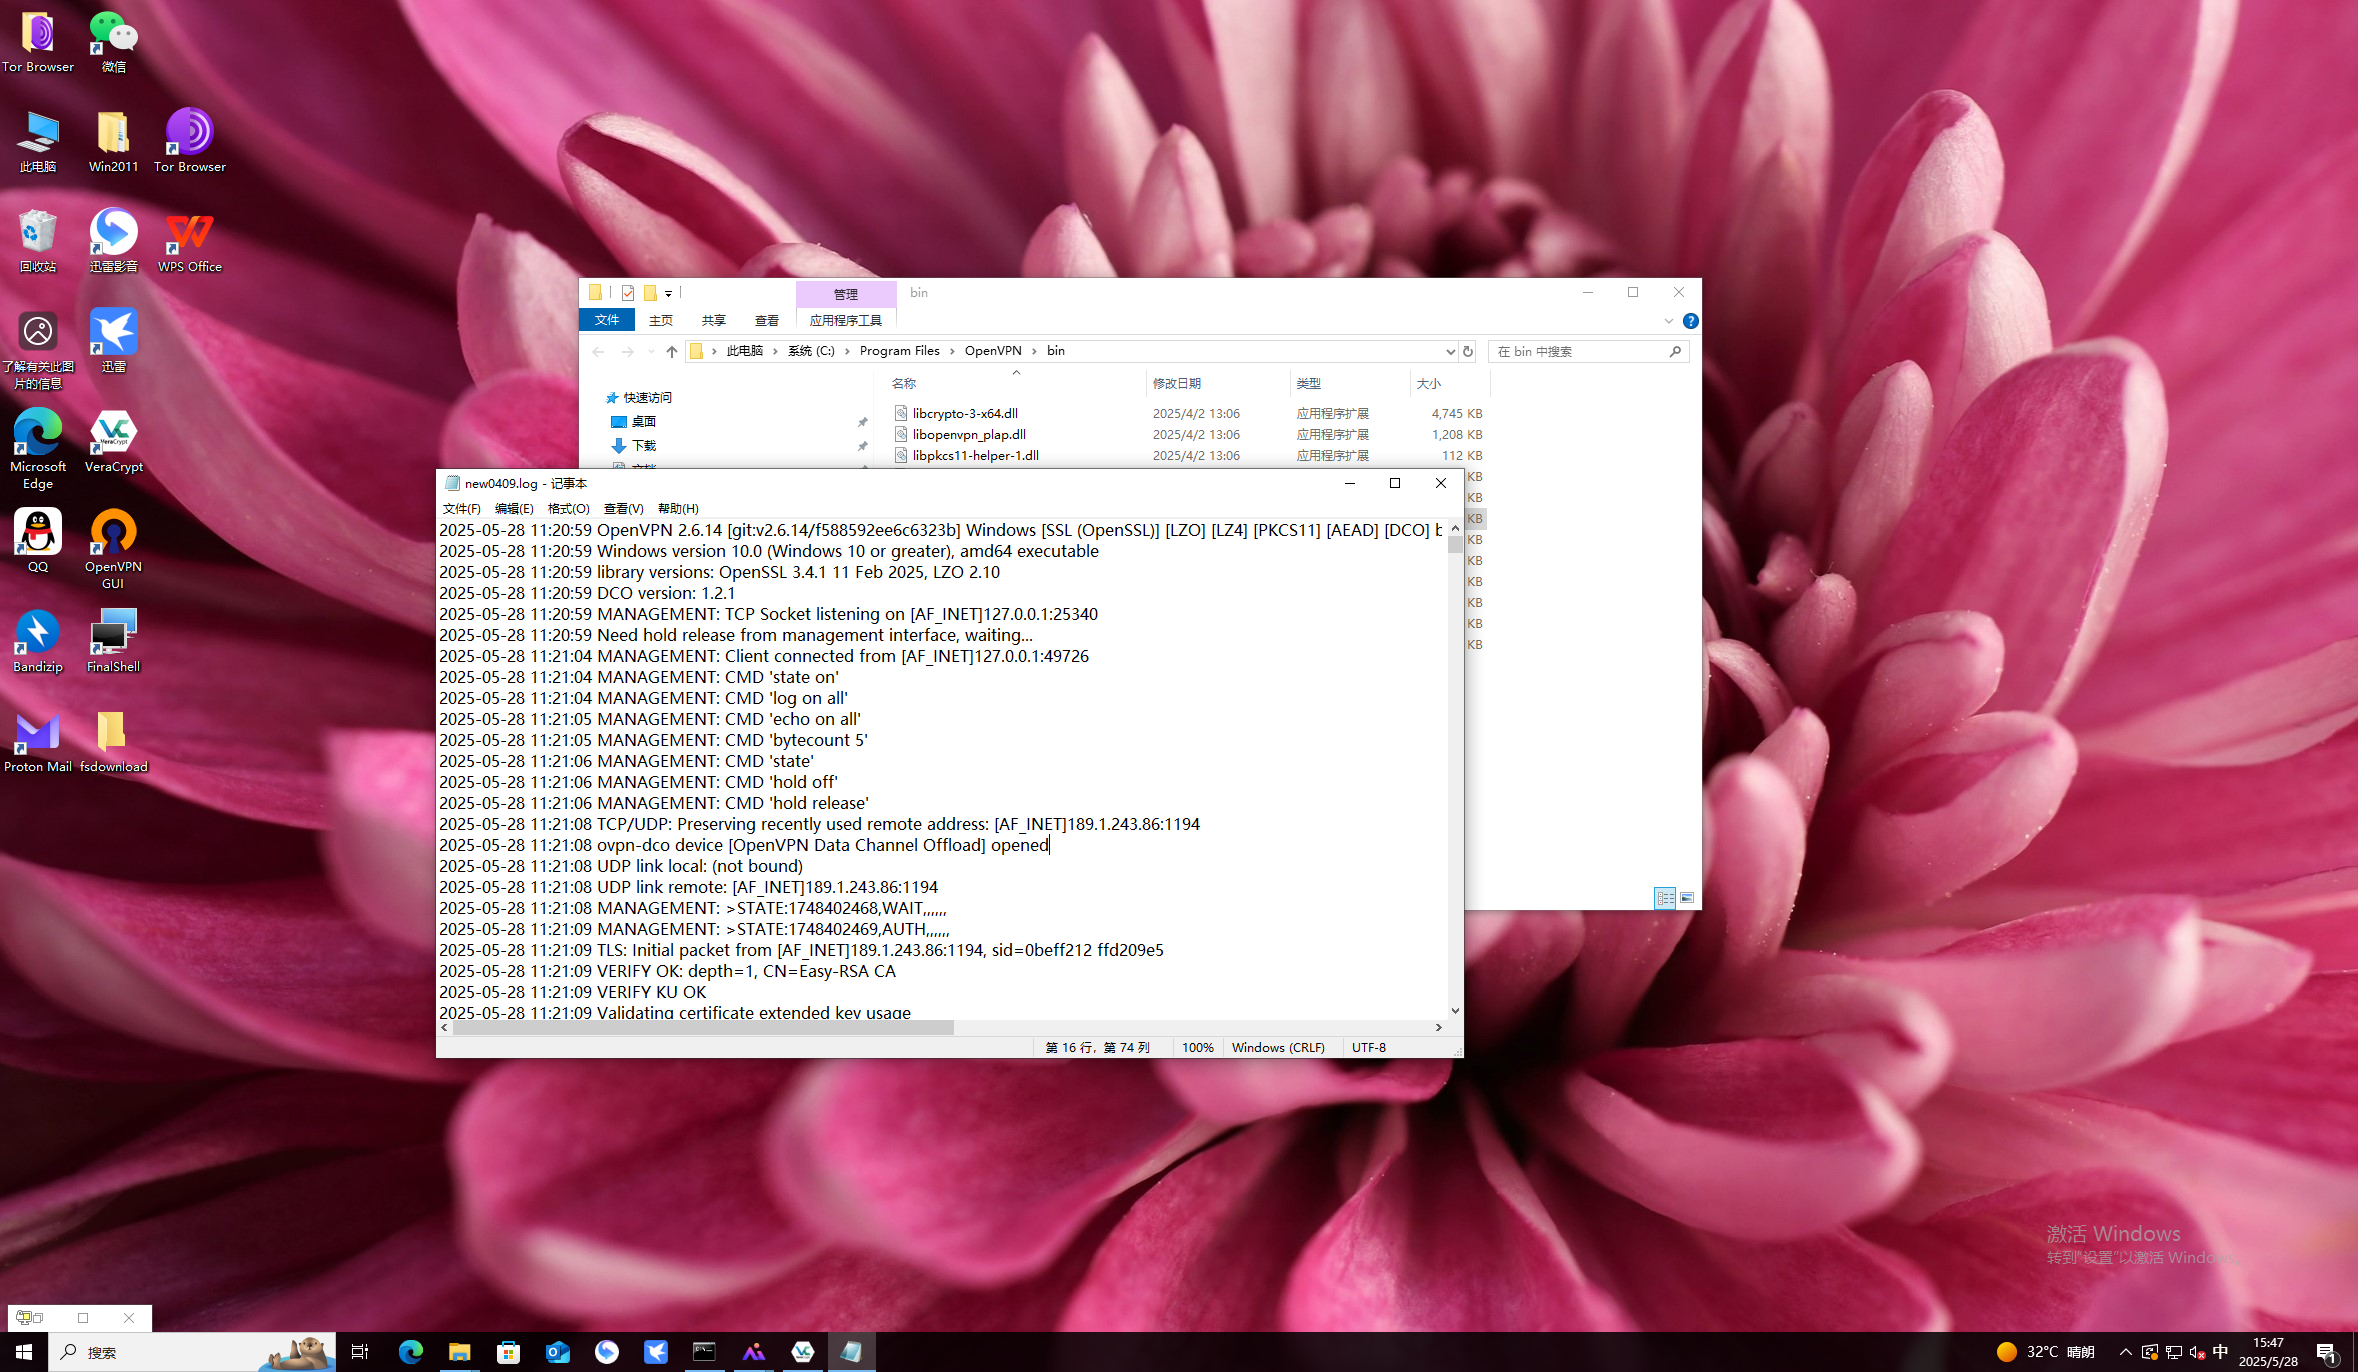 Tor Browser
微信
此电脑
Win2011
Tor Browser
回收站
迅雷影音
WPS Office
了解有关此图
片的信息
迅雷
Microsoft
Edge
VeraCrypt
VeraCrypt
QQ
OpenVPN
GUI
Bandizip
FinalShell
Proton Mail
fsdownload
管理
bin
文件
主页
共享
查看
应用程序工具
此电脑 › 系统 (C:) › Program Files › OpenVPN › bin
在 bin 中搜索
快速访问
桌面
下载
名称 修改日期 类型 大小
libcrypto-3-x64.dll 2025/4/2 13:06 应用程序扩展 4,745 KB
libopenvpn_plap.dll 2025/4/2 13:06 应用程序扩展 1,208 KB
libpkcs11-helper-1.dll 2025/4/2 13:06 应用程序扩展 112 KB
KB
KB
KB
KB
KB
KB
KB
KB
KB
new0409.log - 记事本
文件(F) 编辑(E) 格式(O) 查看(V) 帮助(H)
2025-05-28 11:20:59 OpenVPN 2.6.14 [git:v2.6.14/f588592ee6c6323b] Windows [SSL (OpenSSL)] [LZO] [LZ4] [PKCS11] [AEAD] [DCO] b
2025-05-28 11:20:59 Windows version 10.0 (Windows 10 or greater), amd64 executable
2025-05-28 11:20:59 library versions: OpenSSL 3.4.1 11 Feb 2025, LZO 2.10
2025-05-28 11:20:59 DCO version: 1.2.1
2025-05-28 11:20:59 MANAGEMENT: TCP Socket listening on [AF_INET]127.0.0.1:25340
2025-05-28 11:20:59 Need hold release from management interface, waiting...
2025-05-28 11:21:04 MANAGEMENT: Client connected from [AF_INET]127.0.0.1:49726
2025-05-28 11:21:04 MANAGEMENT: CMD 'state on'
2025-05-28 11:21:04 MANAGEMENT: CMD 'log on all'
2025-05-28 11:21:05 MANAGEMENT: CMD 'echo on all'
2025-05-28 11:21:05 MANAGEMENT: CMD 'bytecount 5'
2025-05-28 11:21:06 MANAGEMENT: CMD 'state'
2025-05-28 11:21:06 MANAGEMENT: CMD 'hold off'
2025-05-28 11:21:06 MANAGEMENT: CMD 'hold release'
2025-05-28 11:21:08 TCP/UDP: Preserving recently used remote address: [AF_INET]189.1.243.86:1194
2025-05-28 11:21:08 ovpn-dco device [OpenVPN Data Channel Offload] opened
2025-05-28 11:21:08 UDP link local: (not bound)
2025-05-28 11:21:08 UDP link remote: [AF_INET]189.1.243.86:1194
2025-05-28 11:21:08 MANAGEMENT: >STATE:1748402468,WAIT,,,,,,
2025-05-28 11:21:09 MANAGEMENT: >STATE:1748402469,AUTH,,,,,,
2025-05-28 11:21:09 TLS: Initial packet from [AF_INET]189.1.243.86:1194, sid=0beff212 ffd209e5
2025-05-28 11:21:09 VERIFY OK: depth=1, CN=Easy-RSA CA
2025-05-28 11:21:09 VERIFY KU OK
2025-05-28 11:21:09 Validating certificate extended key usage
第 16 行，第 74 列 100% Windows (CRLF) UTF-8
激活 Windows
转到"设置"以激活 Windows。
搜索
32°C 晴朗
中
15:47
2025/5/28
1